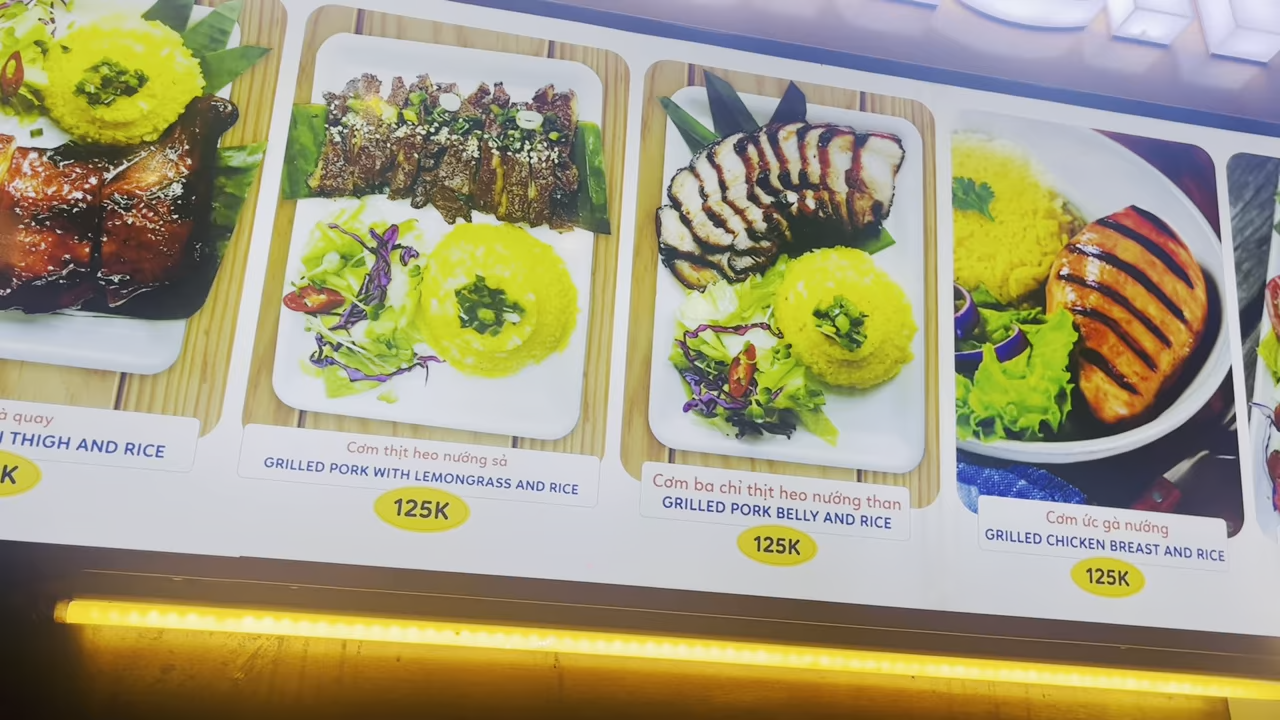 à quay
THIGH AND RICE
K
Cơm thịt heo nướng sả
GRILLED PORK WITH LEMONGRASS AND RICE
125K
Cơm ba chỉ thịt heo nướng than
GRILLED PORK BELLY AND RICE
125K
Cơm ức gà nướng
GRILLED CHICKEN BREAST AND RICE
125K